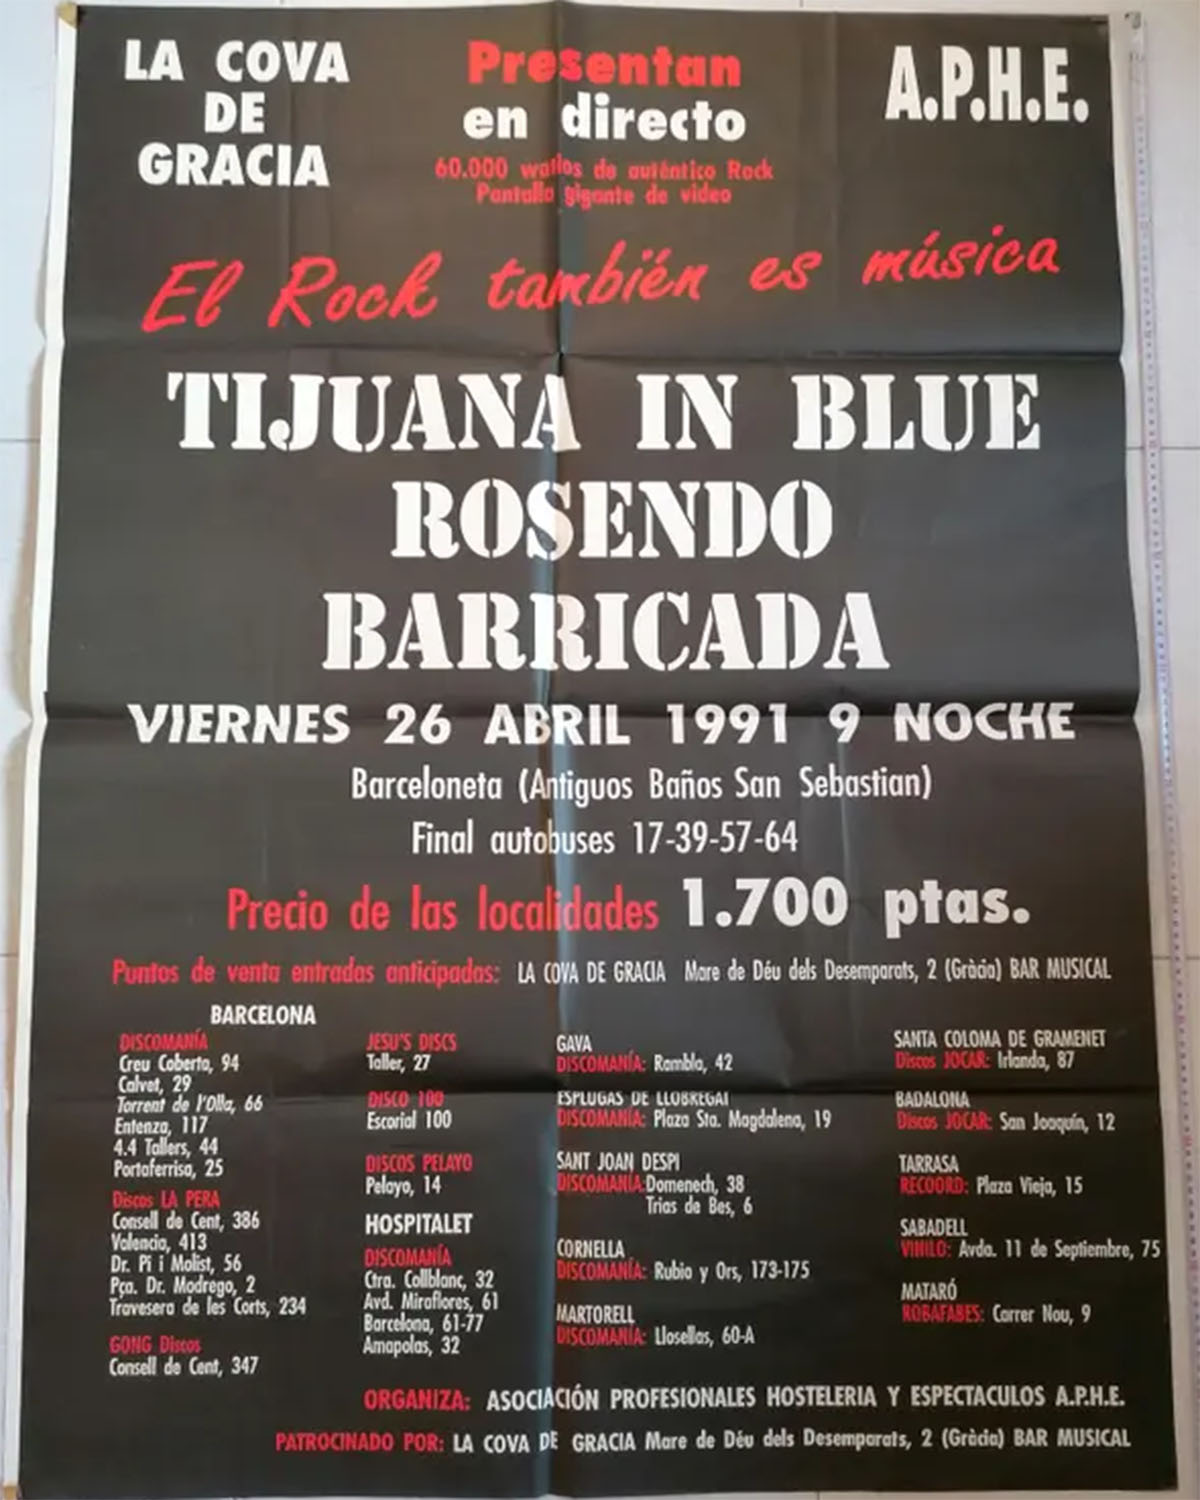 LA COVA
DE
GRACIA
Presentan
en directo
A.P.H.E.
60.000 watios de auténtico Rock
Pantalla gigante de video
El Rock también es música
TIJUANA IN BLUE
ROSENDO
BARRICADA
VIERNES 26 ABRIL 1991 9 NOCHE
Barceloneta (Antiguos Baños San Sebastian)
Final autobuses 17-39-57-64
Precio de las localidades 1.700 ptas.
Puntos de venta entradas anticipadas: LA COVA DE GRACIA Mare de Déu dels Desemparats, 2 (Gràcia) BAR MUSICAL
BARCELONA
DISCOMANÍA
Creu Coberta, 94
Calvet, 29
Torrent de l'Olla, 66
Entenza, 117
4.4 Tallers, 44
Portaferrisa, 25
Discos LA PERA
Consell de Cent, 386
Valencia, 413
Dr. Pi i Molist, 56
Pça. Dr. Modrego, 2
Travesera de les Corts, 234
GONG Discos
Consell de Cent, 347
JESU'S DISCS
Taller, 27
DISCO 100
Escorial 100
DISCOS PELAYO
Pelayo, 14
HOSPITALET
DISCOMANÍA
Ctra. Collblanc, 32
Avd. Miraflores, 61
Barcelona, 61-77
Amapolas, 32
GAVA
DISCOMANÍA: Rambla, 42
ESPLUGAS DE LLOBREGAT
DISCOMANÍA: Plaza Sta. Magdalena, 19
SANT JOAN DESPI
DISCOMANÍA: Domenech, 38
Trias de Bes, 6
CORNELLA
DISCOMANÍA: Rubio y Ors, 173-175
MARTORELL
DISCOMANÍA: Llosellas, 60-A
SANTA COLOMA DE GRAMENET
Discos JOCAR: Irlanda, 87
BADALONA
Discos JOCAR: San Joaquín, 12
TARRASA
RECOORD: Plaza Vieja, 15
SABADELL
VINILO: Avda. 11 de Septiembre, 75
MATARÓ
ROBAFABES: Carrer Nou, 9
ORGANIZA: ASOCIACIÓN PROFESIONALES HOSTELERIA Y ESPECTACULOS A.P.H.E.
PATROCINADO POR: LA COVA DE GRACIA Mare de Déu dels Desemparats, 2 (Gràcia) BAR MUSICAL